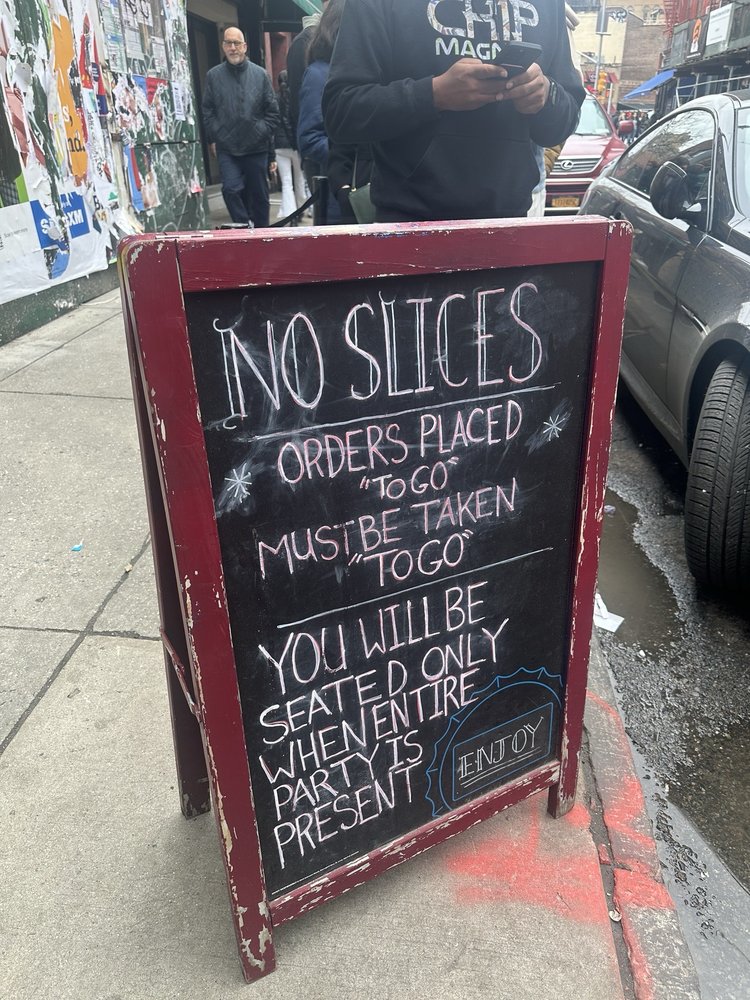 CHIP
NO SLICES
ORDERS PLACED
"TO GO"
MUST BE TAKEN
"TO GO"
YOU WILL BE
SEATED ONLY
WHEN ENTIRE
PARTY IS
PRESENT
ENJOY